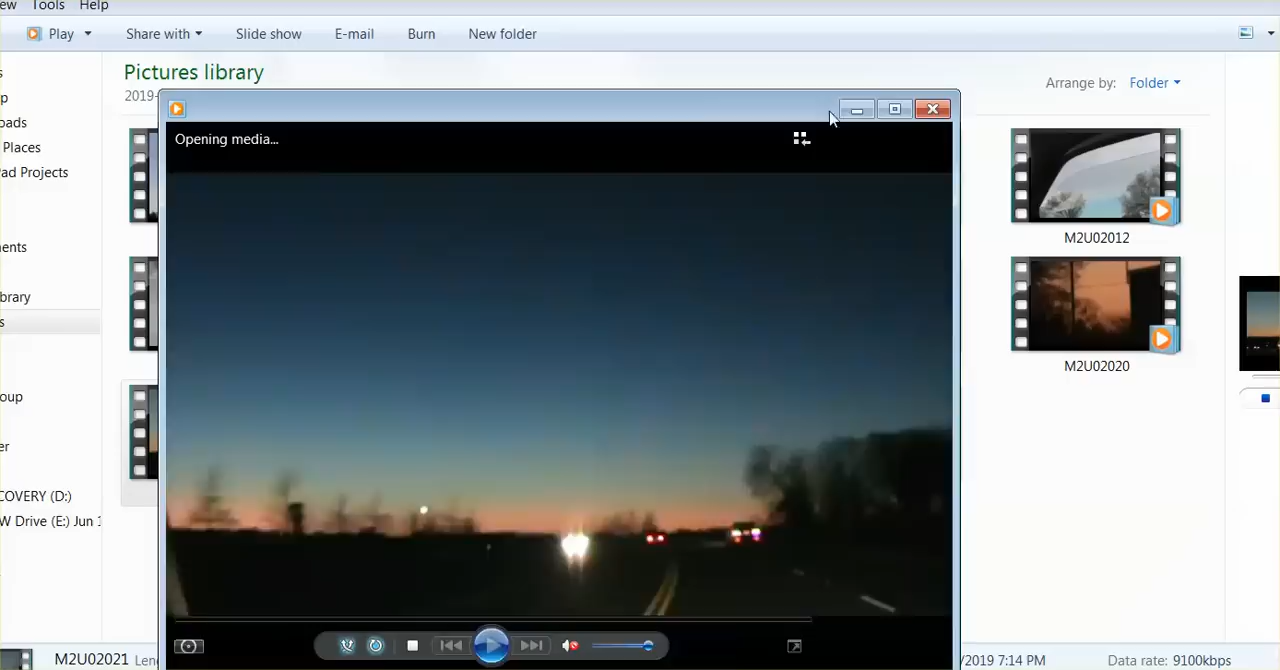 ew Tools Help
Play Share with Slide show E-mail Burn New folder
Pictures library
2019-
Arrange by: Folder
s
p
oads
Places
ad Projects
ents
brary
s
oup
er
COVERY (D:)
W Drive (E:) Jun 1
Opening media...
M2U02012
M2U02020
M2U02021 Len
/2019 7:14 PM Data rate: 9100kbps